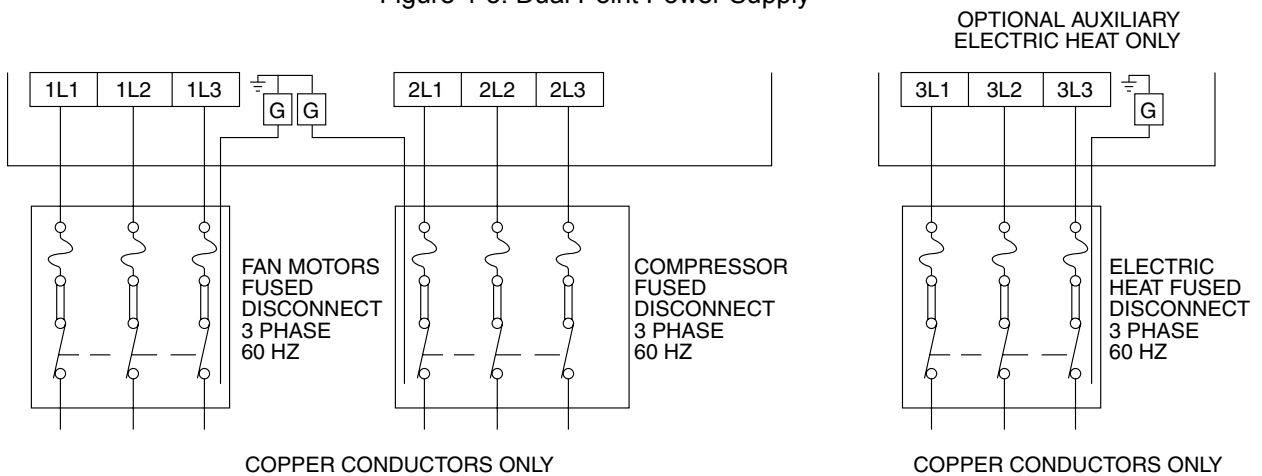 Figure Dual Point Power Supply
OPTIONAL AUXILIARY
ELECTRIC HEAT ONLY
1L1 1L2 1L3
G G
2L1 2L2 2L3
3L1 3L2 3L3
G
FAN MOTORS
FUSED
DISCONNECT
3 PHASE
60 HZ
COMPRESSOR
FUSED
DISCONNECT
3 PHASE
60 HZ
ELECTRIC
HEAT FUSED
DISCONNECT
3 PHASE
60 HZ
COPPER CONDUCTORS ONLY
COPPER CONDUCTORS ONLY